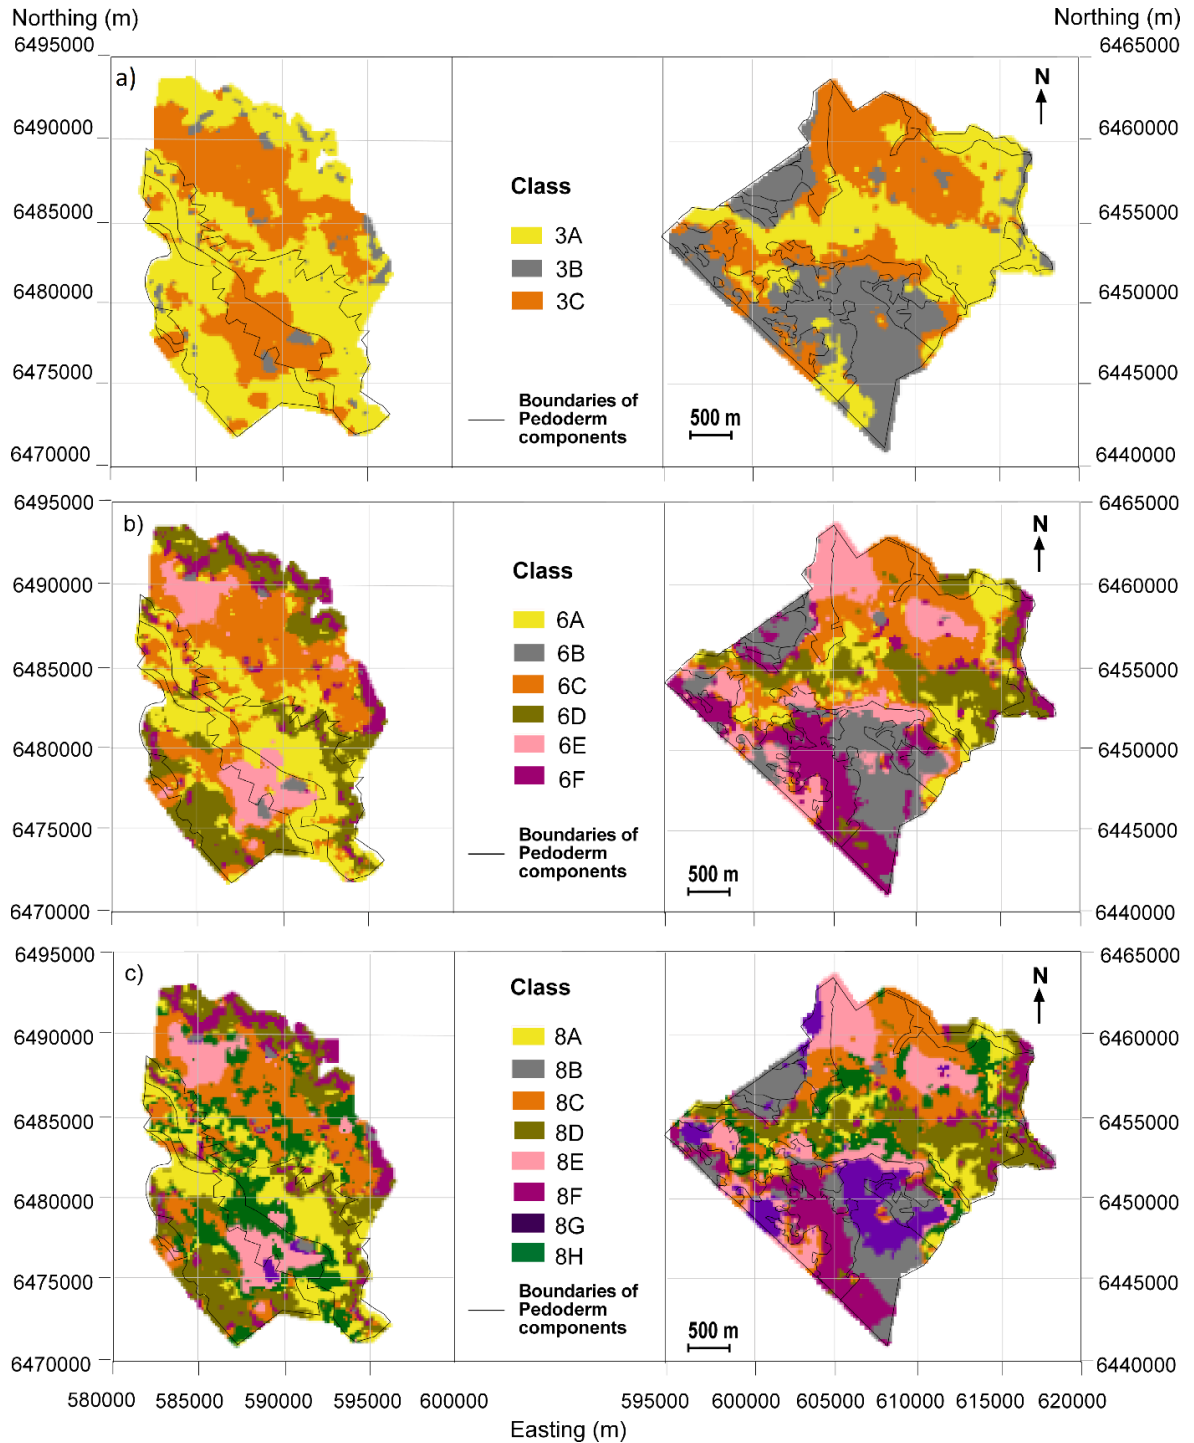 Northing (m)
Northing (m)
6495000
6465000
a)
N
6490000
6460000
Class
6485000
6455000
3A
3B
6480000
6450000
3C
6475000
6445000
Boundaries of
Pedoderm
components
500 m
6470000
6440000
6495000
6465000
b)
N
6490000
6460000
Class
6A
6B
6485000
6455000
6C
6D
6E
6480000
6450000
6F
6475000
6445000
Boundaries of
Pedoderm
components
500 m
6470000
6440000
6495000
6465000
c)
N
Class
6490000
6460000
8A
8B
8C
6485000
6455000
8D
8E
8F
6480000
6450000
8G
8H
6475000
6445000
Boundaries of
Pedoderm
components
500 m
6470000
6440000
580000 585000 590000 595000 600000 595000 600000 605000 610000 615000 620000
Easting (m)